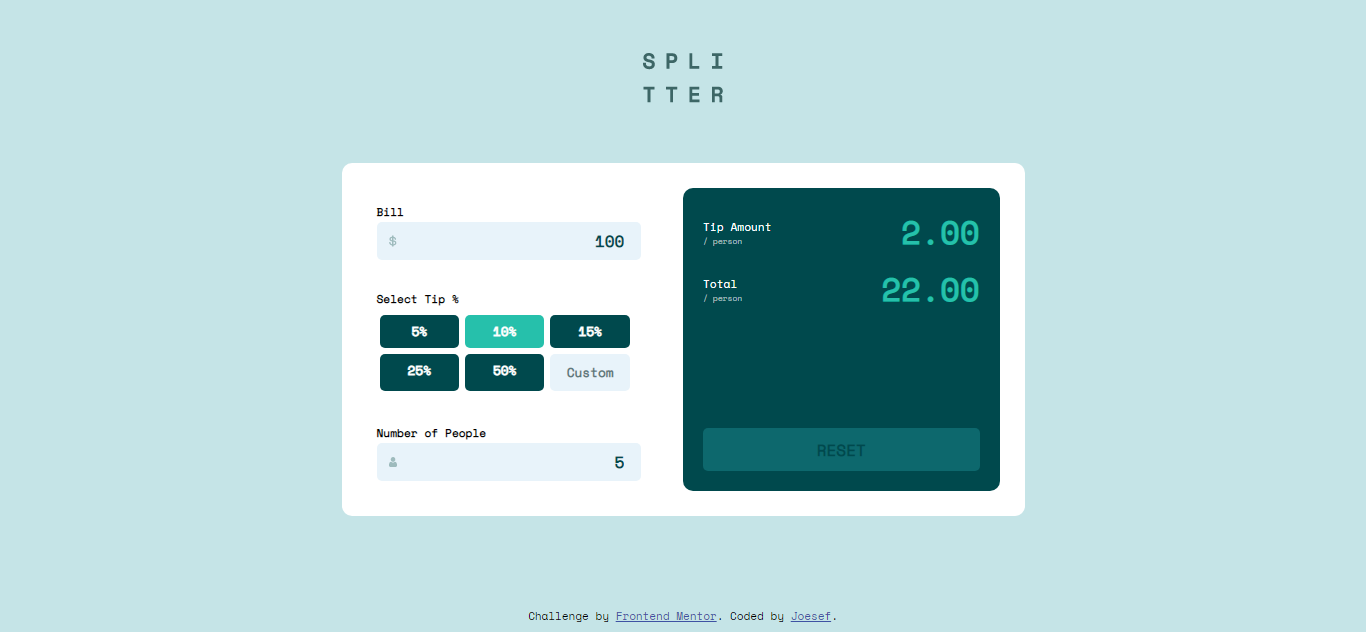 SPLI
TTER
Bill
$ 100
Select Tip %
5% 10% 15%
25% 50% Custom
Number of People
5
Tip Amount
/ person
2.00
Total
/ person
22.00
RESET
Challenge by Frontend Mentor. Coded by Joesef.